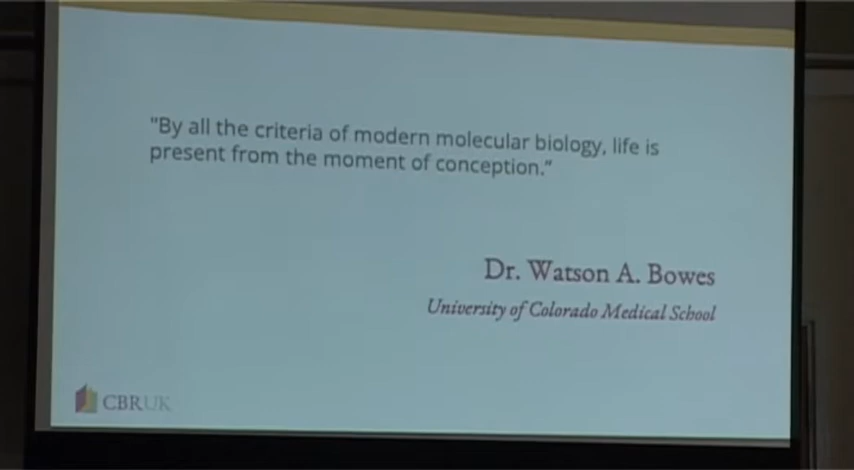 "By all the criteria of modern molecular biology, life is
present from the moment of conception."
Dr. Watson A. Bowes
University of Colorado Medical School
CBRUK